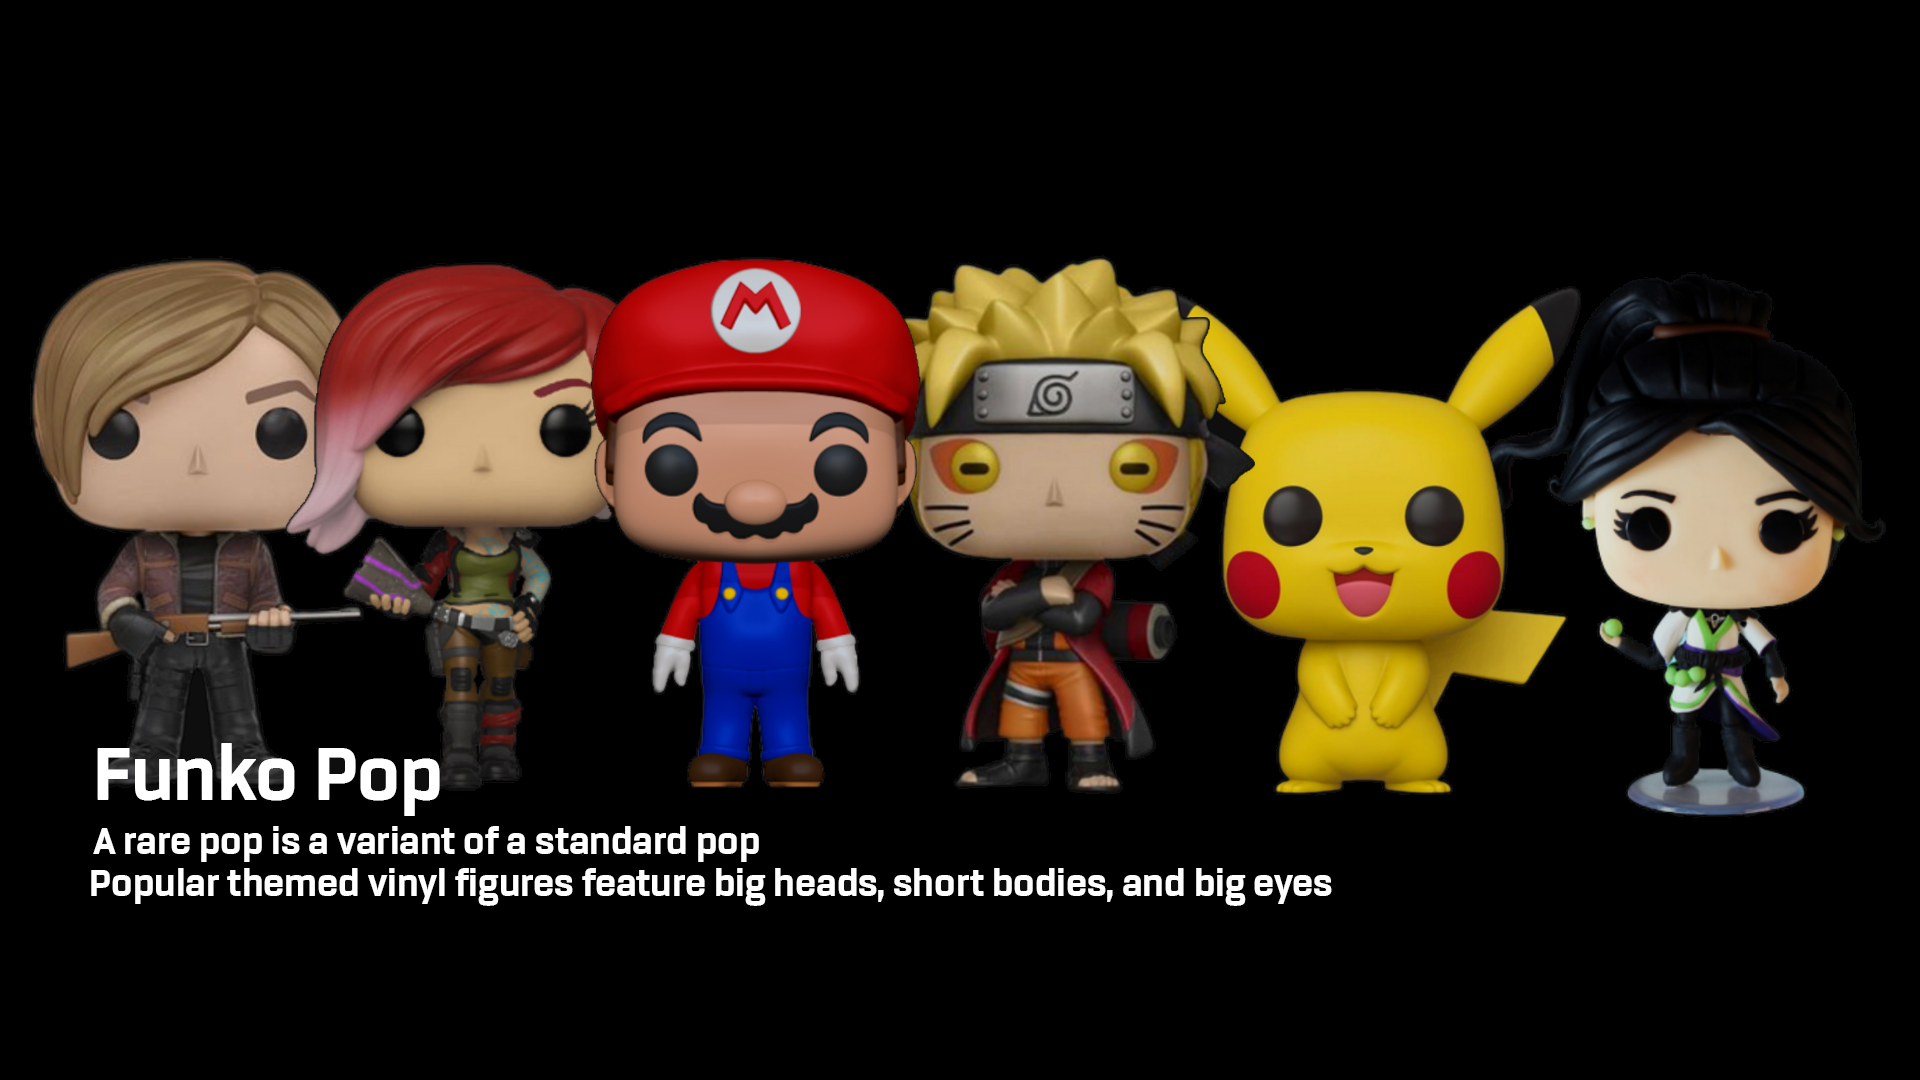 M
Funko Pop
A rare pop is a variant of a standard pop
Popular themed vinyl figures feature big heads, short bodies, and big eyes